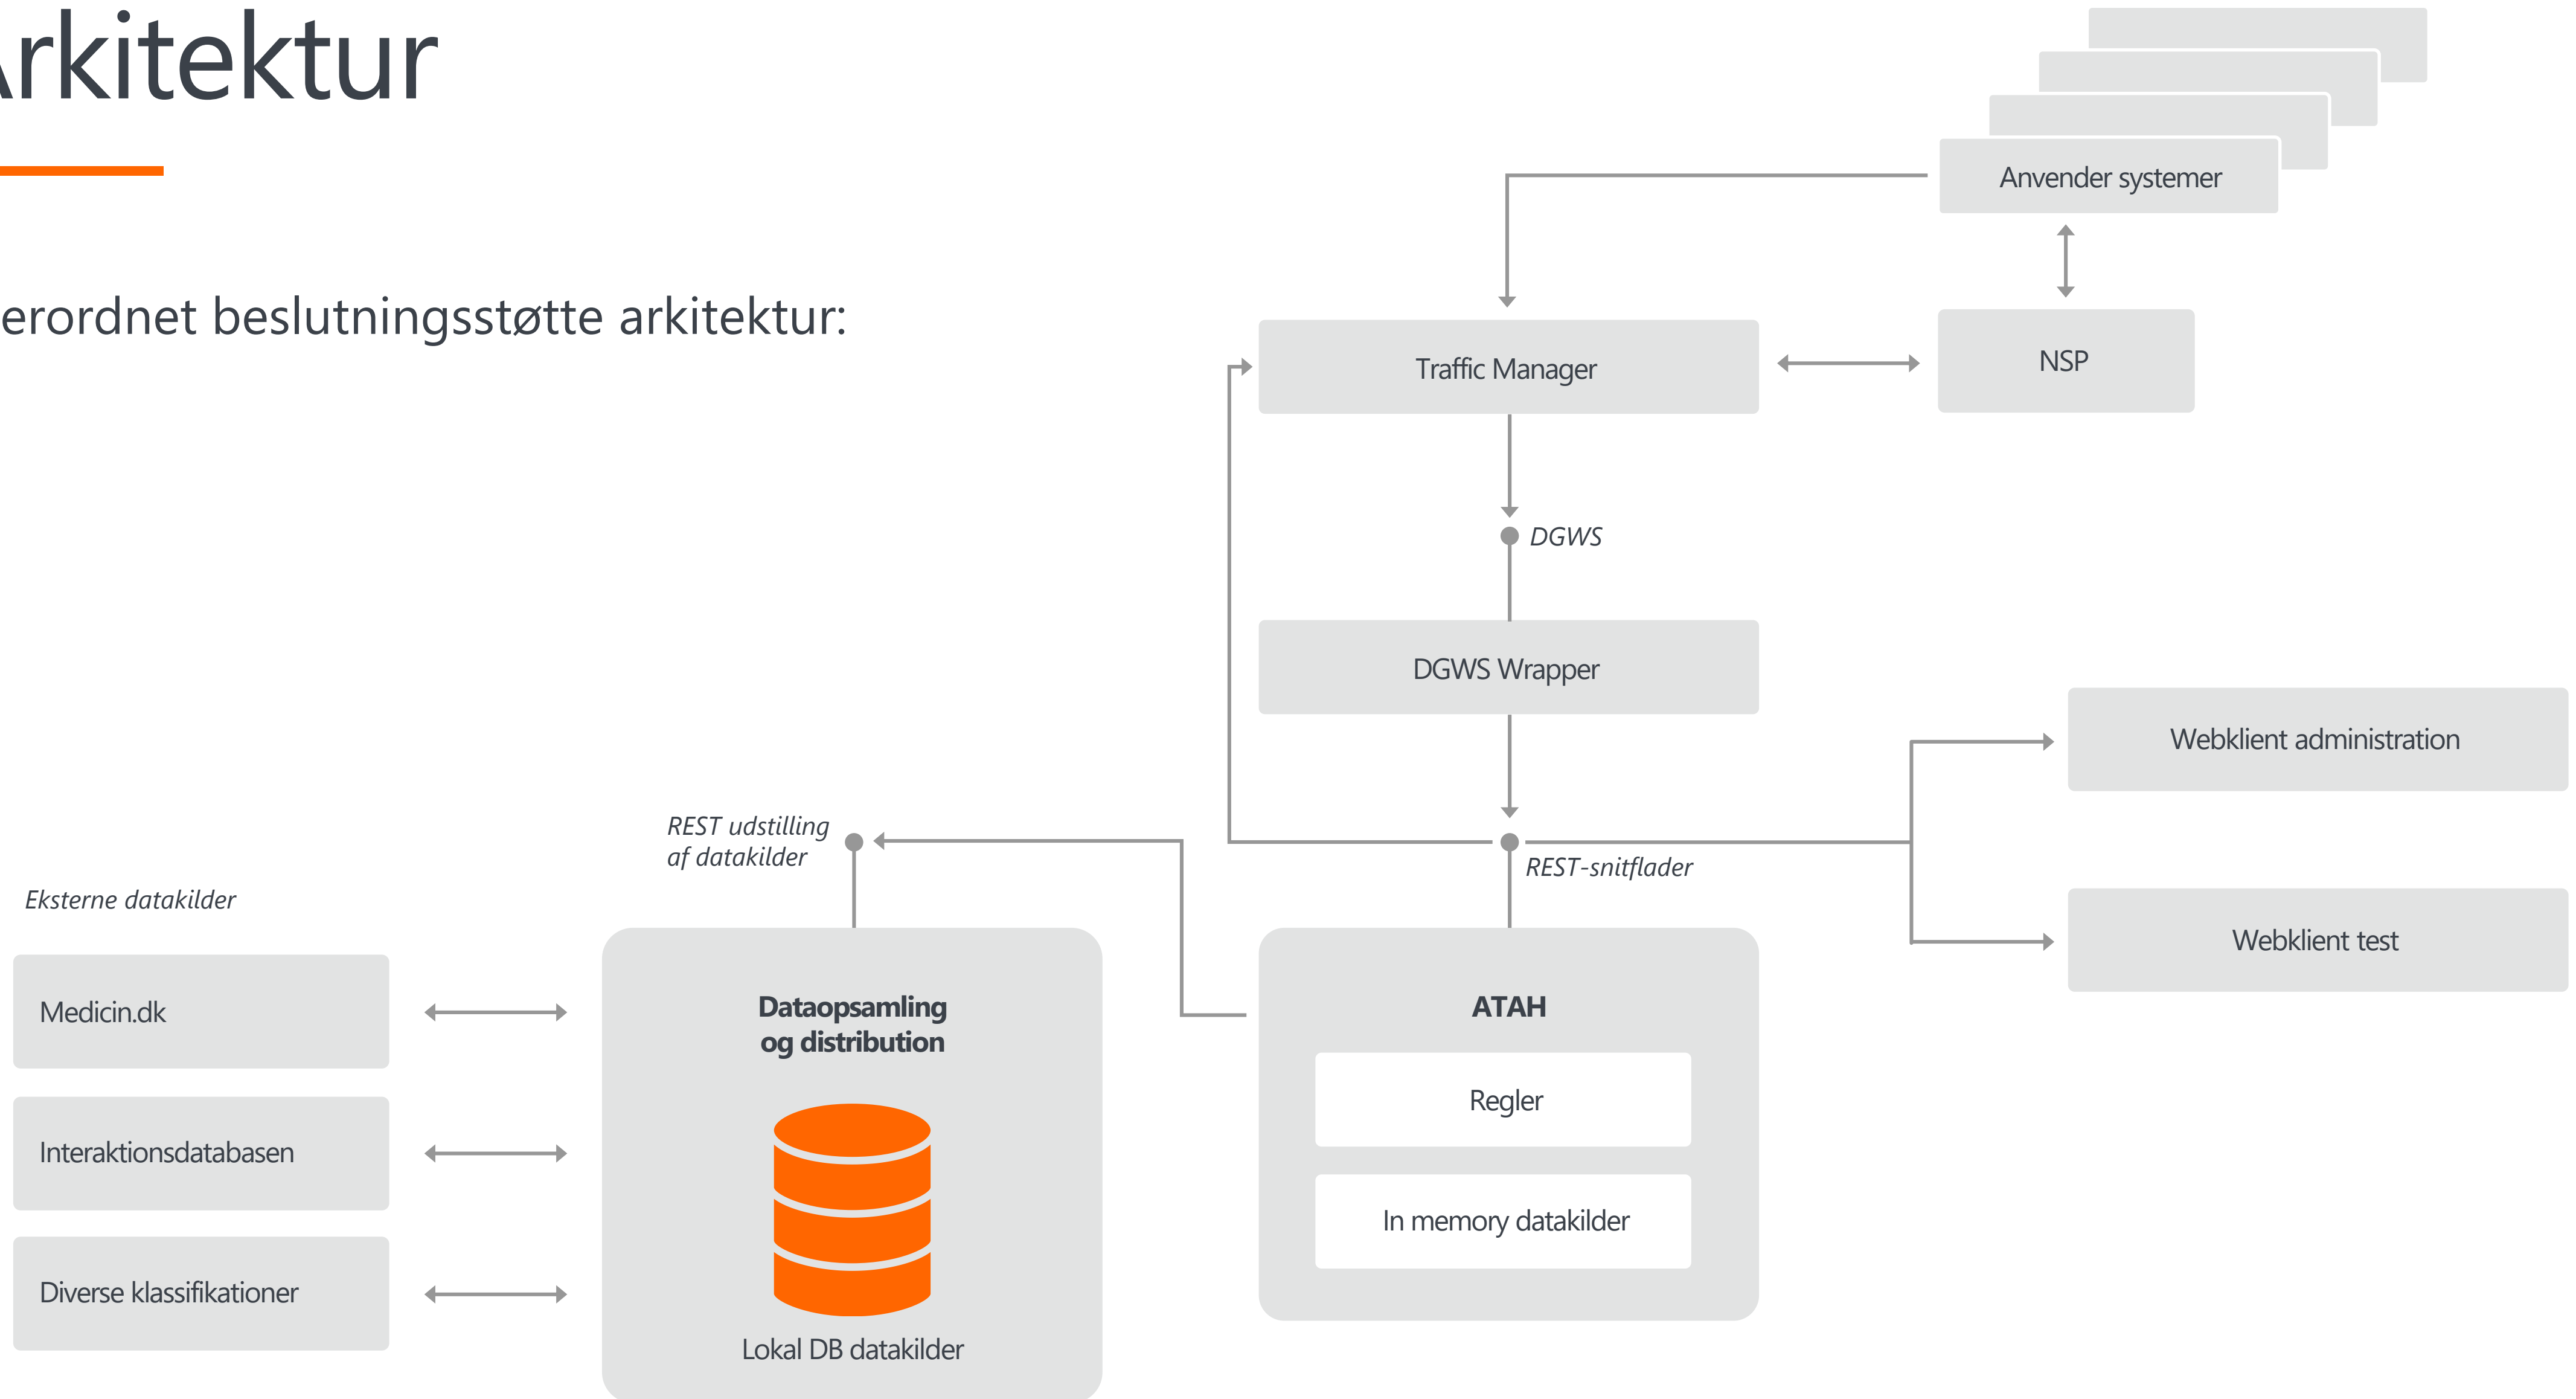 Arkitektur
erordnet beslutningsstøtte arkitektur:
Anvender systemer
Traffic Manager
NSP
DGWS
DGWS Wrapper
Webklient administration
REST udstilling
af datakilder
REST-snitflader
Eksterne datakilder
Webklient test
Medicin.dk
Dataopsamling
og distribution
ATAH
Regler
Interaktionsdatabasen
In memory datakilder
Diverse klassifikationer
Lokal DB datakilder